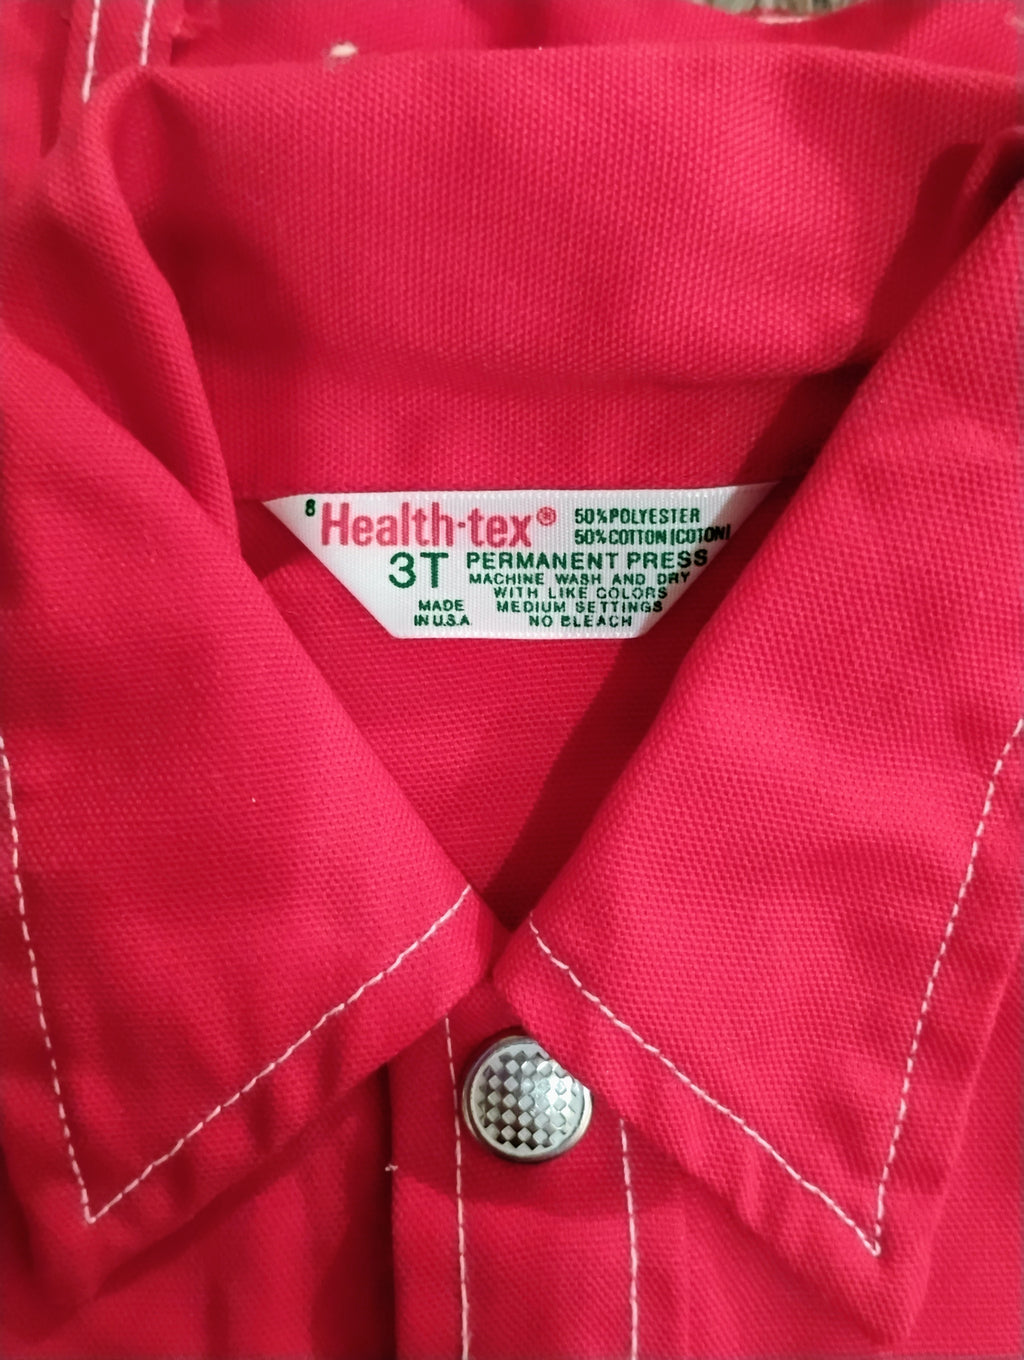 8 Health-tex® 50%POLYESTER
50%COTTON (COTON)
3T PERMANENT PRESS
MACHINE WASH AND DRY
WITH LIKE COLORS
MADE MEDIUM SETTINGS
IN U.S.A. NO BLEACH